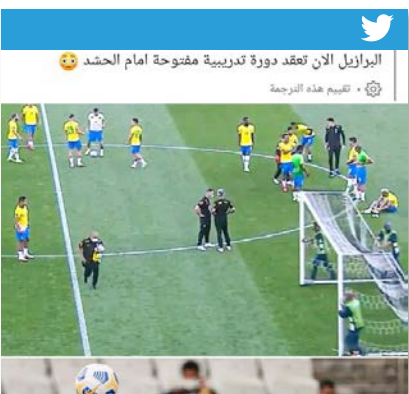 البرازيل الان تعقد دورة تدريبية مفتوحة امام الحشد 😳
تقييم هذه الترجمة